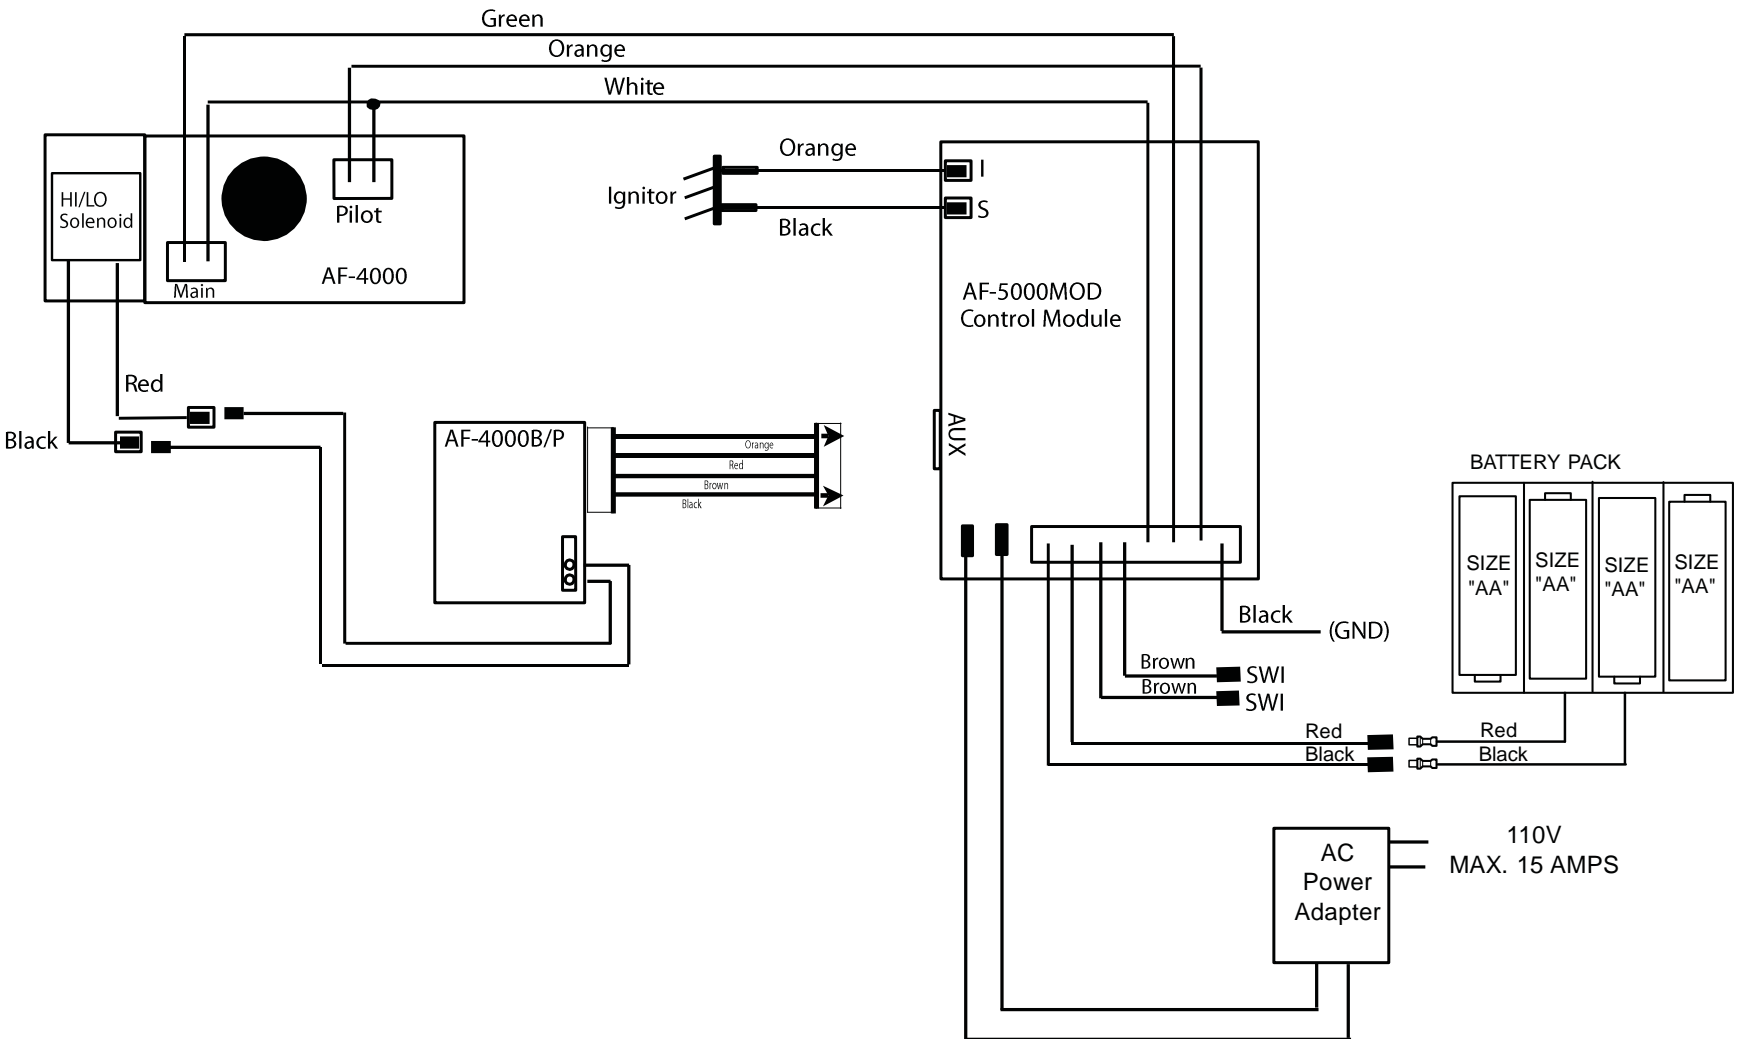 Green
Orange
White
HI/LO
Solenoid
Pilot
Main
AF-4000
Orange
Ignitor
Black
I
S
AF-5000MOD
Control Module
Red
Black
AF-4000B/P
Orange
Red
Brown
Black
AUX
BATTERY PACK
SIZE
"AA"
SIZE
"AA"
SIZE
"AA"
SIZE
"AA"
Black
(GND)
Brown
SWI
Brown
SWI
Red
Black
Red
Black
AC
Power
Adapter
110V
MAX. 15 AMPS